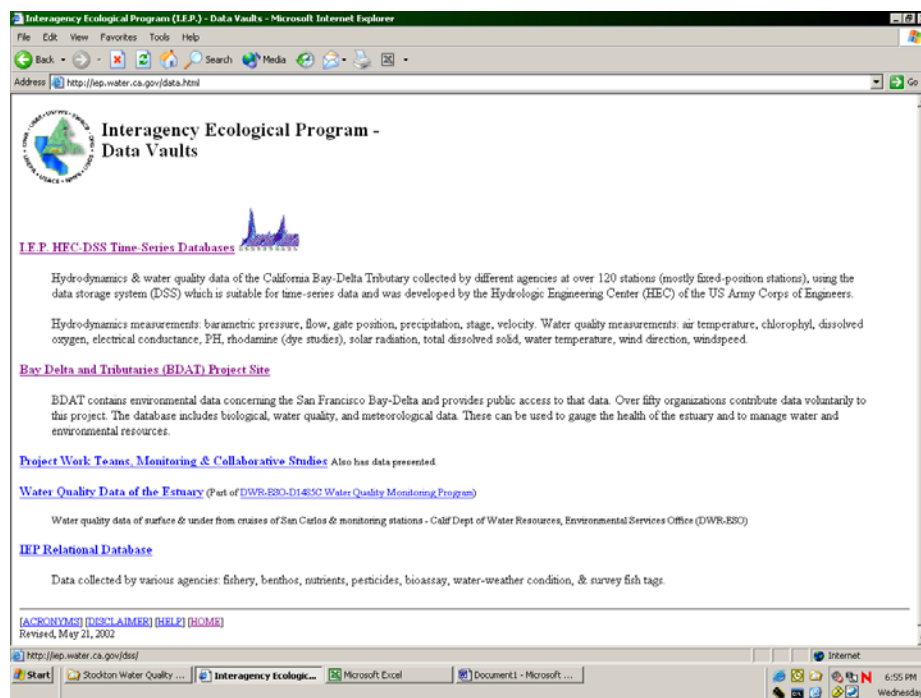 Interagency Ecological Program (I.E.P.) - Data Vaults - Microsoft Internet Explorer
File Edit View Favorites Tools Help
Back Search Media
Address http://iep.water.ca.gov/data.html Go
Interagency Ecological Program -
Data Vaults
I.E.P. HEC-DSS Time-Series Databases
Hydrodynamics & water quality data of the California Bay-Delta Tributary collected by different agencies at over 120 stations (mostly fixed-position stations), using the
data storage system (DSS) which is suitable for time-series data and was developed by the Hydrologic Engineering Center (HEC) of the US Army Corps of Engineers.
Hydrodynamics measurements: barametric pressure, flow, gate position, precipitation, stage, velocity. Water quality measurements: air temperature, chlorophyl, dissolved
oxygen, electrical conductance, PH, rhodamine (dye studies), solar radiation, total dissolved solid, water temperature, wind direction, windspeed.
Bay Delta and Tributaries (BDAT) Project Site
BDAT contains environmental data concerning the San Francisco Bay-Delta and provides public access to that data. Over fifty organizations contribute data voluntarily to
this project. The database includes biological, water quality, and meteorological data. These can be used to gauge the health of the estuary and to manage water and
environmental resources.
Project Work Teams, Monitoring & Collaborative Studies Also has data presented.
Water Quality Data of the Estuary (Part of DWR-ESO-D1485C Water Quality Monitoring Program)
Water quality data of surface & under from cruises of San Carlos & monitoring stations - Calif Dept of Water Resources, Environmental Services Office (DWR-ESO)
IEP Relational Database
Data collected by various agencies: fishery, benthos, nutrients, pesticides, bioassay, water-weather condition, & survey fish tags.
[ACRONYMS] [DISCLAIMER] [HELP] [HOME]
Revised, May 21, 2002
http://iep.water.ca.gov/dss/ Internet
Start Stockton Water Quality ... Interagency Ecologic... Microsoft Excel Document1 - Microsoft ... 6:55 PM
Wednesday